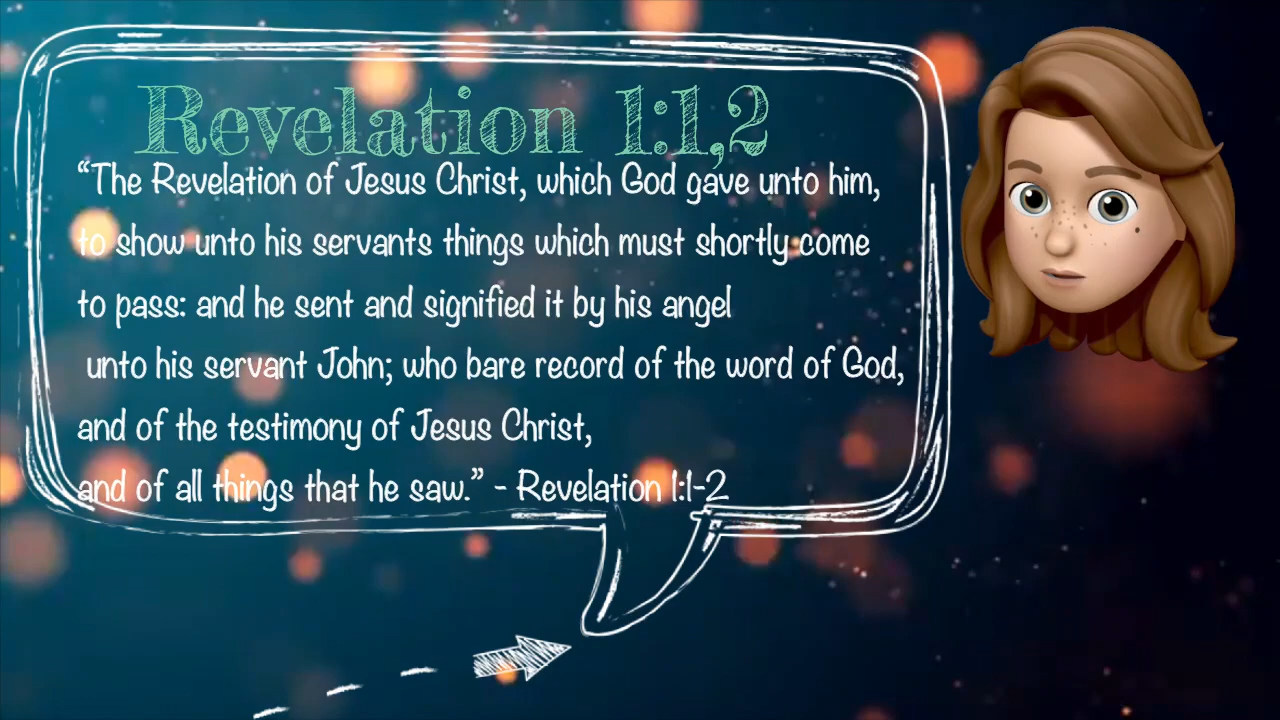 Revelation 1:1,2
“The Revelation of Jesus Christ, which God gave unto him,
to show unto his servants things which must shortly come
to pass: and he sent and signified it by his angel
unto his servant John; who bare record of the word of God,
and of the testimony of Jesus Christ,
and of all things that he saw.” - Revelation 1:1-2